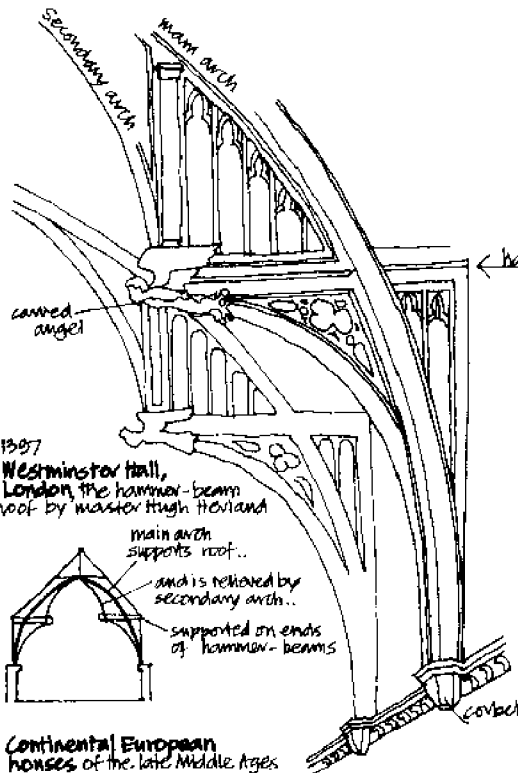 secondary arch
main arch
carved
angel
1397
Westminster Hall,
London, the hammer-beam
roof by master Hugh Herland
main arch
supports roof..
and is relieved by
secondary arch..
supported on ends
of hammer-beams
corbel
Continental European
houses of the late Middle Ages